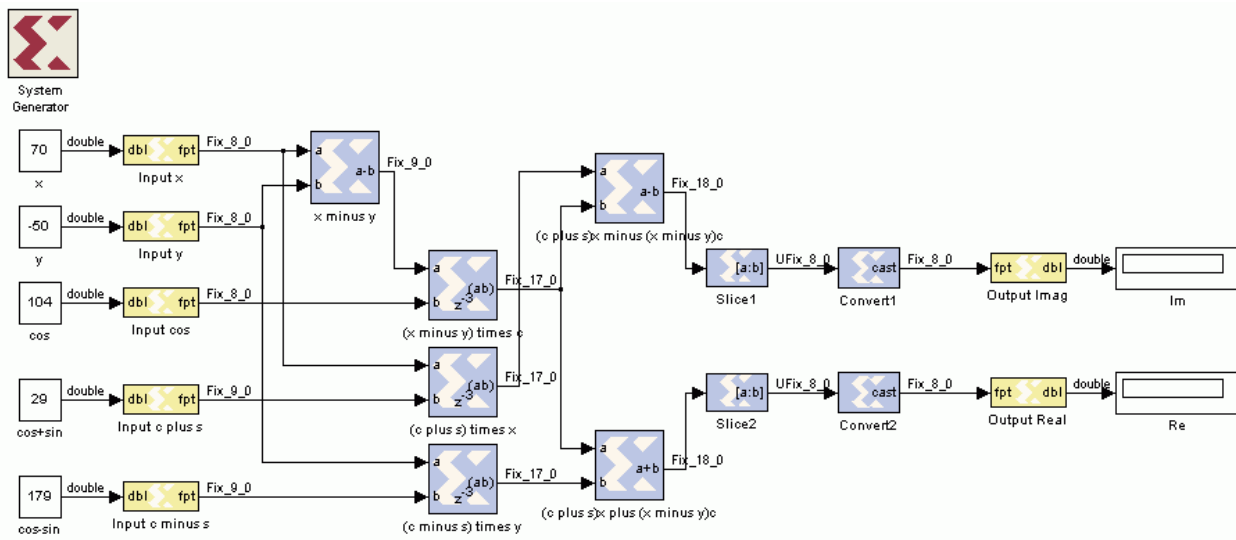 System
Generator
70
double
dbl fpt
Fix_8_0
x
Input x
a
b
a-b
Fix_9_0
x minus y
-50
double
dbl fpt
Fix_8_0
y
Input y
104
double
dbl fpt
Fix_8_0
cos
Input cos
a
b
(ab)
z-3
Fix_17_0
(x minus y) times c
29
double
dbl fpt
Fix_9_0
cos+sin
Input c plus s
a
b
(ab)
z-3
Fix_17_0
(c plus s) times x
179
double
dbl fpt
Fix_9_0
cos-sin
Input c minus s
a
b
(ab)
z-3
Fix_17_0
(c minus s) times y
a
b
a-b
Fix_18_0
(c plus s)x minus (x minus y)c
[a:b]
UFix_8_0
Slice1
cast
Fix_8_0
Convert1
fpt dbl
double
Output Imag
Im
a
b
a+b
Fix_18_0
(c plus s)x plus (x minus y)c
[a:b]
UFix_8_0
Slice2
cast
Fix_8_0
Convert2
fpt dbl
double
Output Real
Re